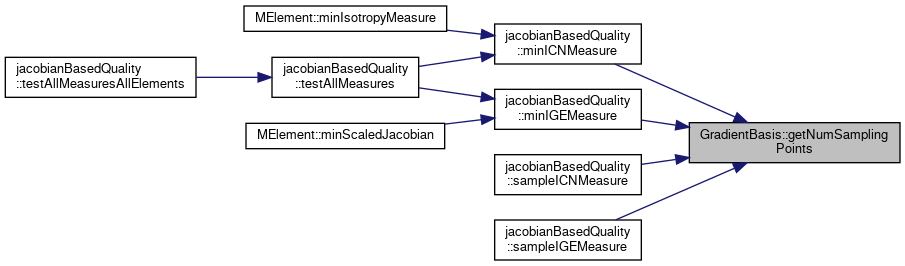 MElement::minIsotropyMeasure
jacobianBasedQuality
::minICNMeasure
jacobianBasedQuality
::testAllMeasuresAllElements
jacobianBasedQuality
::testAllMeasures
jacobianBasedQuality
::minIGEMeasure
MElement::minScaledJacobian
GradientBasis::getNumSampling
Points
jacobianBasedQuality
::sampleICNMeasure
jacobianBasedQuality
::sampleIGEMeasure